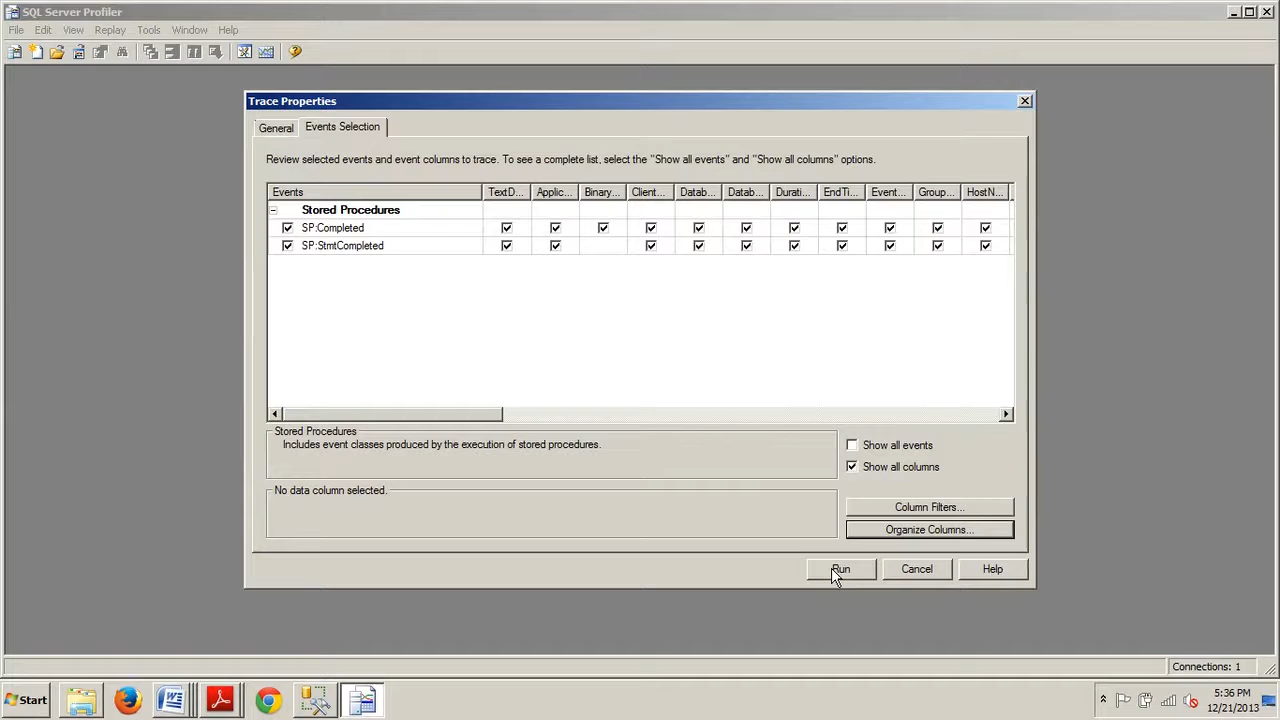 SQL Server Profiler
File Edit View Replay Tools Window Help
Trace Properties
General Events Selection
Review selected events and event columns to trace. To see a complete list, select the "Show all events" and "Show all columns" options.
Events TextD... Applic... Binary... Client... Datab... Datab... Durati... EndTi... Event... Group... HostN...
Stored Procedures
SP:Completed
SP:StmtCompleted
Stored Procedures
Includes event classes produced by the execution of stored procedures.
Show all events
Show all columns
No data column selected.
Column Filters...
Organize Columns...
Run Cancel Help
Connections: 1
Start
5:36 PM
12/21/2013